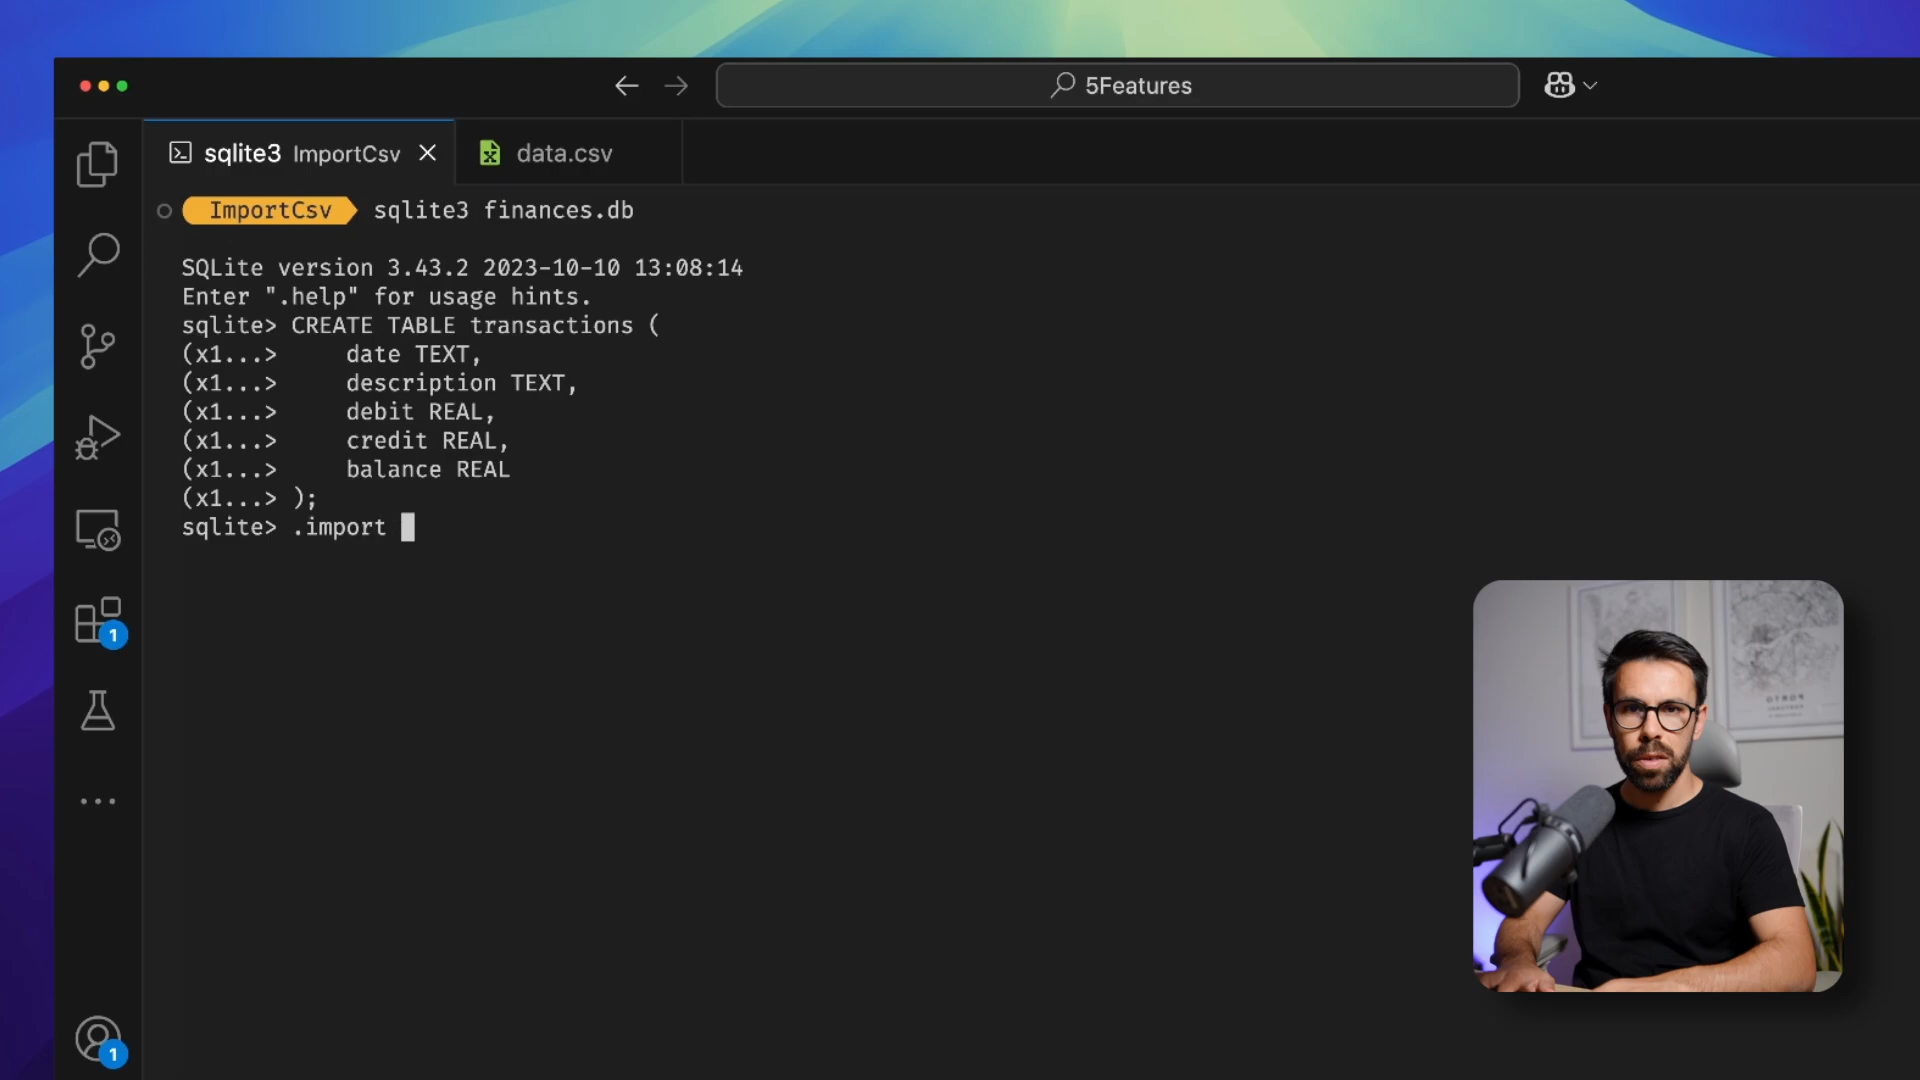 5Features
sqlite3 ImportCsv
data.csv
ImportCsv sqlite3 finances.db
SQLite version 3.43.2 2023-10-10 13:08:14
Enter ".help" for usage hints.
sqlite> CREATE TABLE transactions (
(x1...>     date TEXT,
(x1...>     description TEXT,
(x1...>     debit REAL,
(x1...>     credit REAL,
(x1...>     balance REAL
(x1...> );
sqlite> .import
1
1